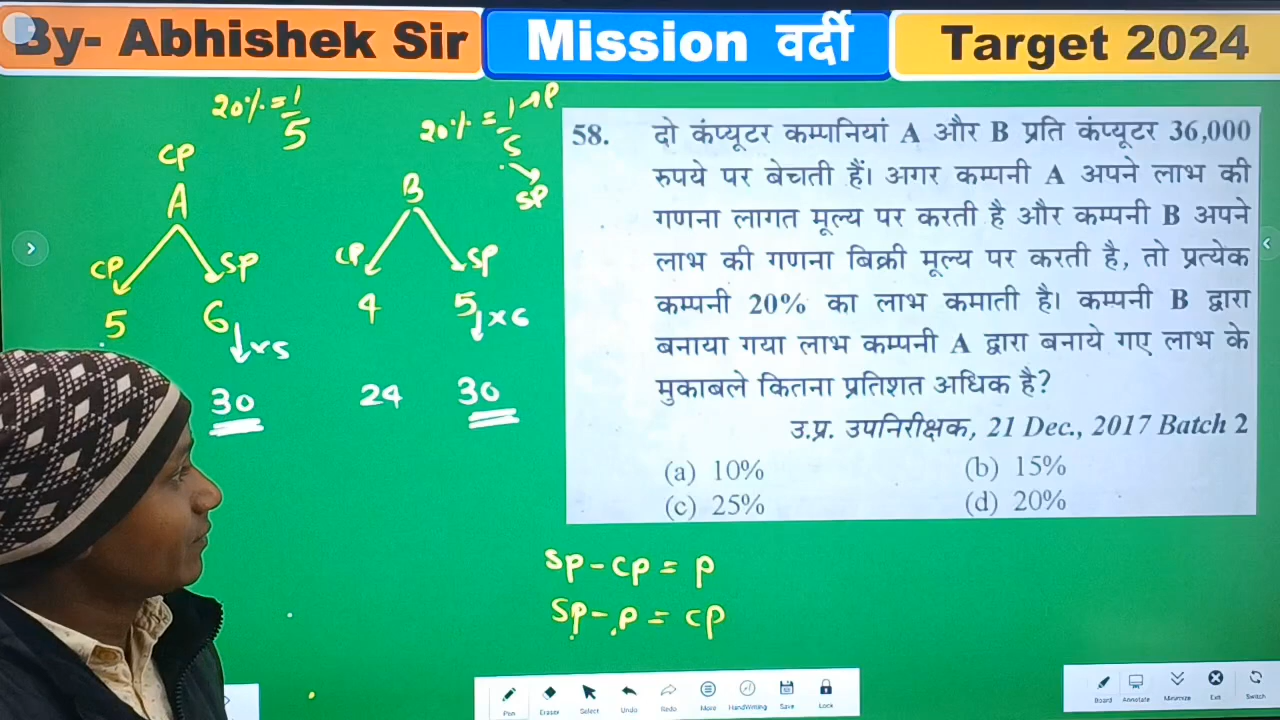 By- Abhishek Sir
Mission वर्दी
Target 2024
20% = 1/5
CP
A
CP SP
5 6
×5
30
20% = 1/5 → P
→ SP
B
CP SP
4 5
×6
24 30
58. दो कंप्यूटर कम्पनियां A और B प्रति कंप्यूटर 36,000
रुपये पर बेचती हैं। अगर कम्पनी A अपने लाभ की
गणना लागत मूल्य पर करती है और कम्पनी B अपने
लाभ की गणना बिक्री मूल्य पर करती है, तो प्रत्येक
कम्पनी 20% का लाभ कमाती है। कम्पनी B द्वारा
बनाया गया लाभ कम्पनी A द्वारा बनाये गए लाभ के
मुकाबले कितना प्रतिशत अधिक है?
उ.प्र. उपनिरीक्षक, 21 Dec., 2017 Batch 2
(a) 10% (b) 15%
(c) 25% (d) 20%
SP - CP = P
SP - P = CP
Pen Eraser Select Undo Redo More HandWriting Save Lock
Board Annotate Minimize Exit Switch